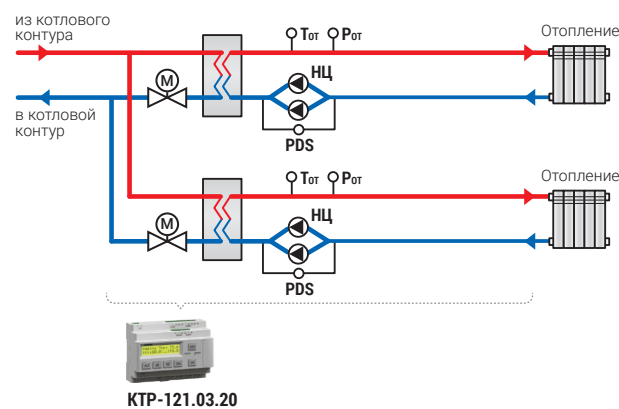 из котлового
контура
Tот
Pот
Отопление
М
НЦ
в котловой
контур
PDS
Tот
Pот
Отопление
М
НЦ
PDS
КТР-121.03.20